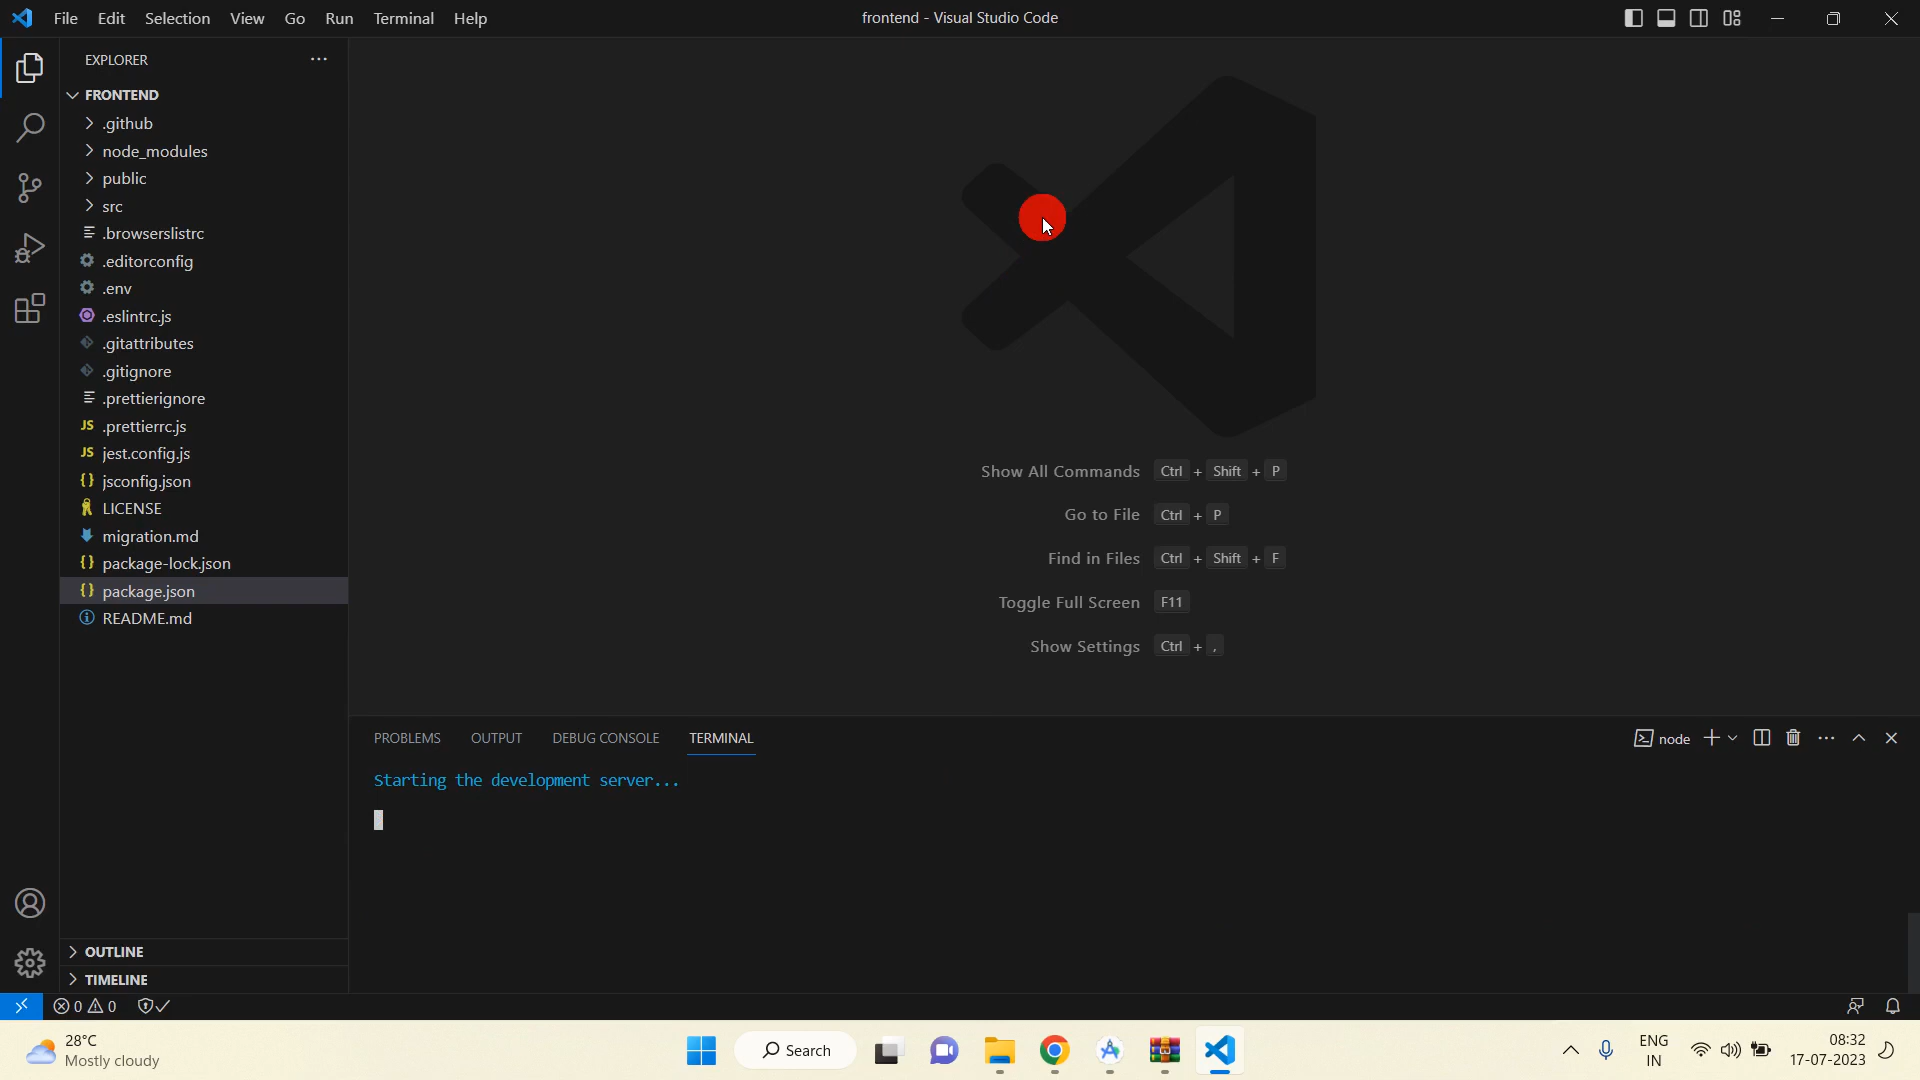 File Edit Selection View Go Run Terminal Help
frontend - Visual Studio Code
EXPLORER
FRONTEND
.github
node_modules
public
src
.browserslistrc
.editorconfig
.env
.eslintrc.js
.gitattributes
.gitignore
.prettierignore
JS .prettierrc.js
JS jest.config.js
{} jsconfig.json
LICENSE
migration.md
{} package-lock.json
{} package.json
README.md
OUTLINE
TIMELINE
Show All Commands Ctrl + Shift + P
Go to File Ctrl + P
Find in Files Ctrl + Shift + F
Toggle Full Screen F11
Show Settings Ctrl + ,
PROBLEMS OUTPUT DEBUG CONSOLE TERMINAL
node
Starting the development server...
0 0
28°C
Mostly cloudy
Search
ENG
IN
08:32
17-07-2023